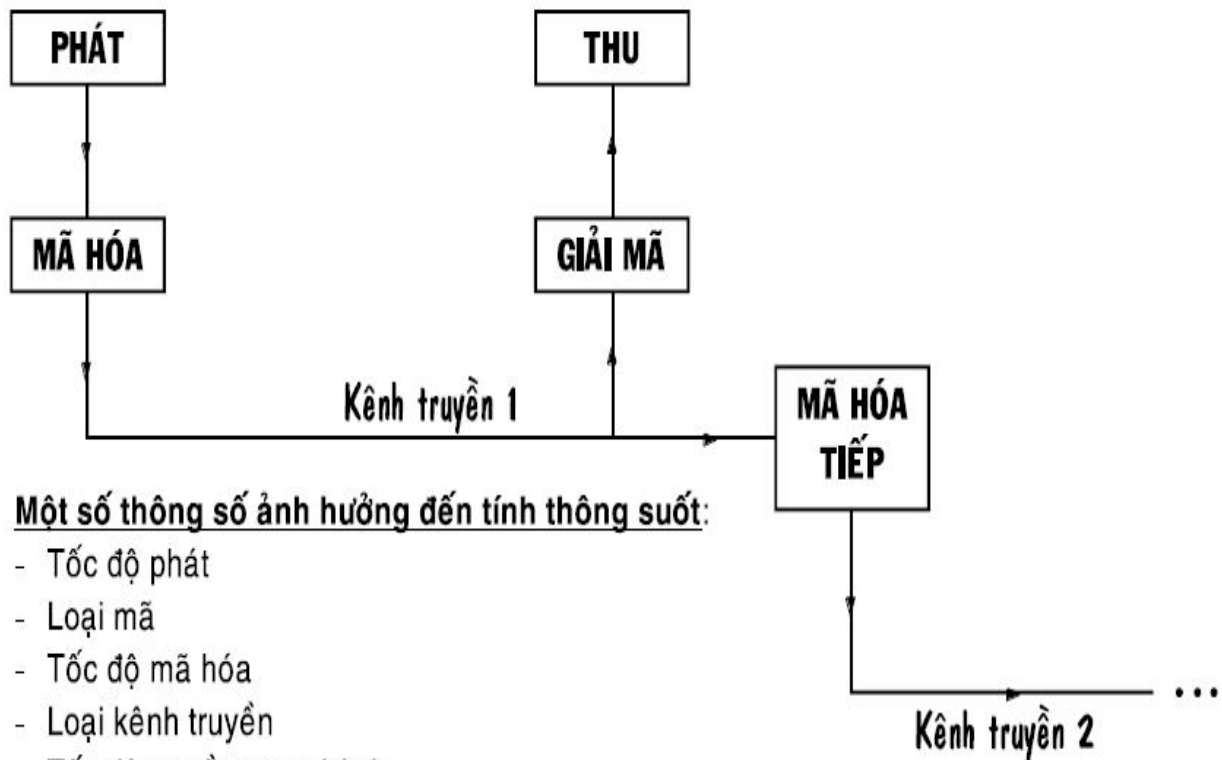 PHÁT
THU
MÃ HÓA
GIẢI MÃ
Kênh truyền 1
MÃ HÓA
TIẾP
Một số thông số ảnh hưởng đến tính thông suốt:
- Tốc độ phát
- Loại mã
- Tốc độ mã hóa
- Loại kênh truyền
Kênh truyền 2
...